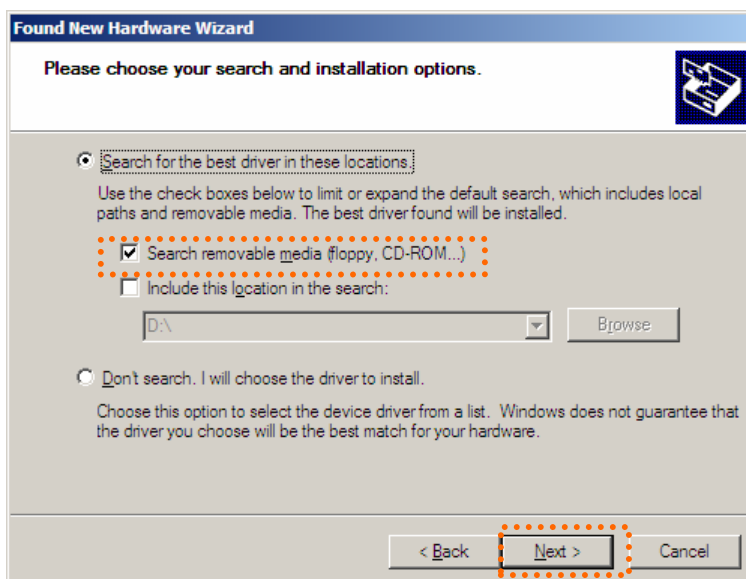 Found New Hardware Wizard
Please choose your search and installation options.
Search for the best driver in these locations.
Use the check boxes below to limit or expand the default search, which includes local
paths and removable media. The best driver found will be installed.
Search removable media (floppy, CD-ROM...)
Include this location in the search:
D:\
Browse
Don't search. I will choose the driver to install.
Choose this option to select the device driver from a list. Windows does not guarantee that
the driver you choose will be the best match for your hardware.
< Back
Next >
Cancel